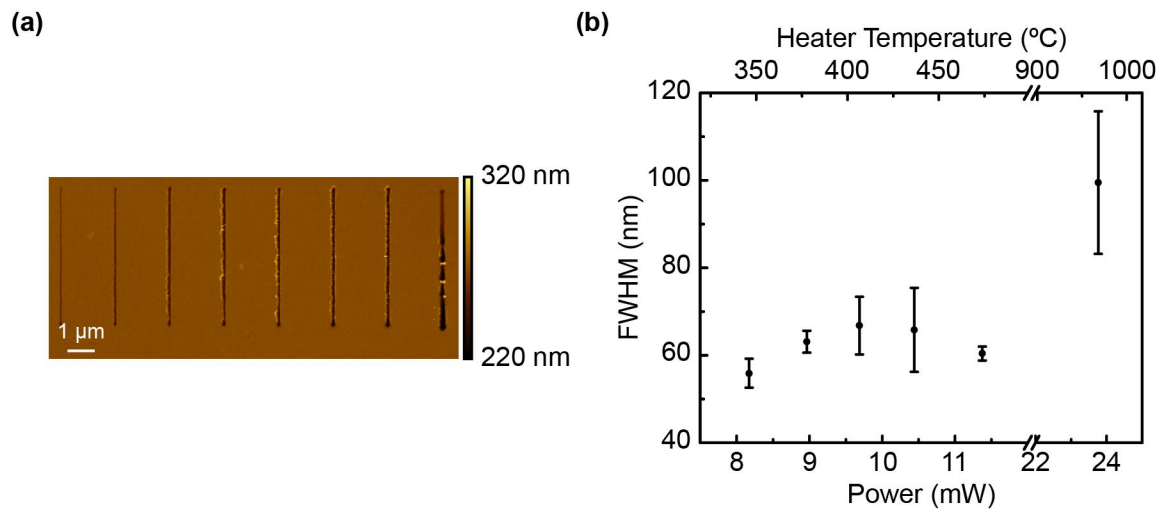 (a)
320 nm
1 μm
220 nm
(b)
Heater Temperature (ºC)
350 400 450 900 1000
120
100
80
60
40
FWHM (nm)
8 9 10 11 22 24
Power (mW)